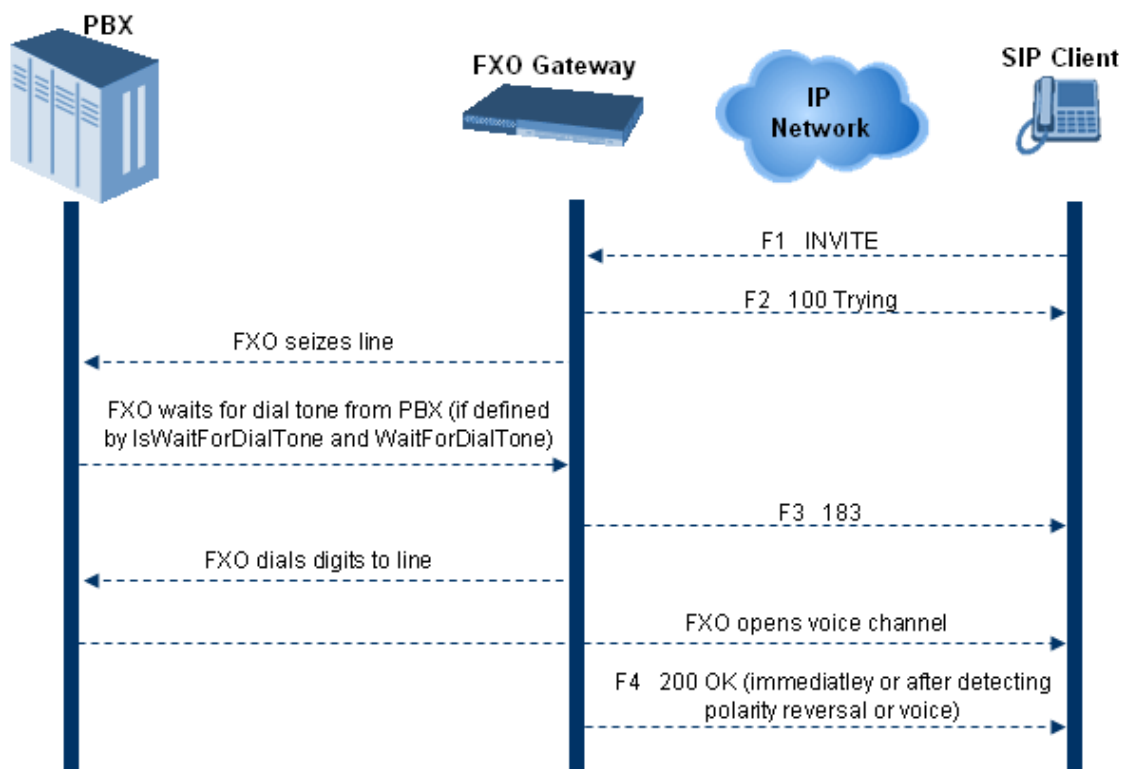 PBX
FXO Gateway
IP
Network
SIP Client
F1 INVITE
F2 100 Trying
FXO seizes line
FXO waits for dial tone from PBX (if defined
by IsWaitForDialTone and WaitForDialTone)
F3 183
FXO dials digits to line
FXO opens voice channel
F4 200 OK (immediatley or after detecting
polarity reversal or voice)